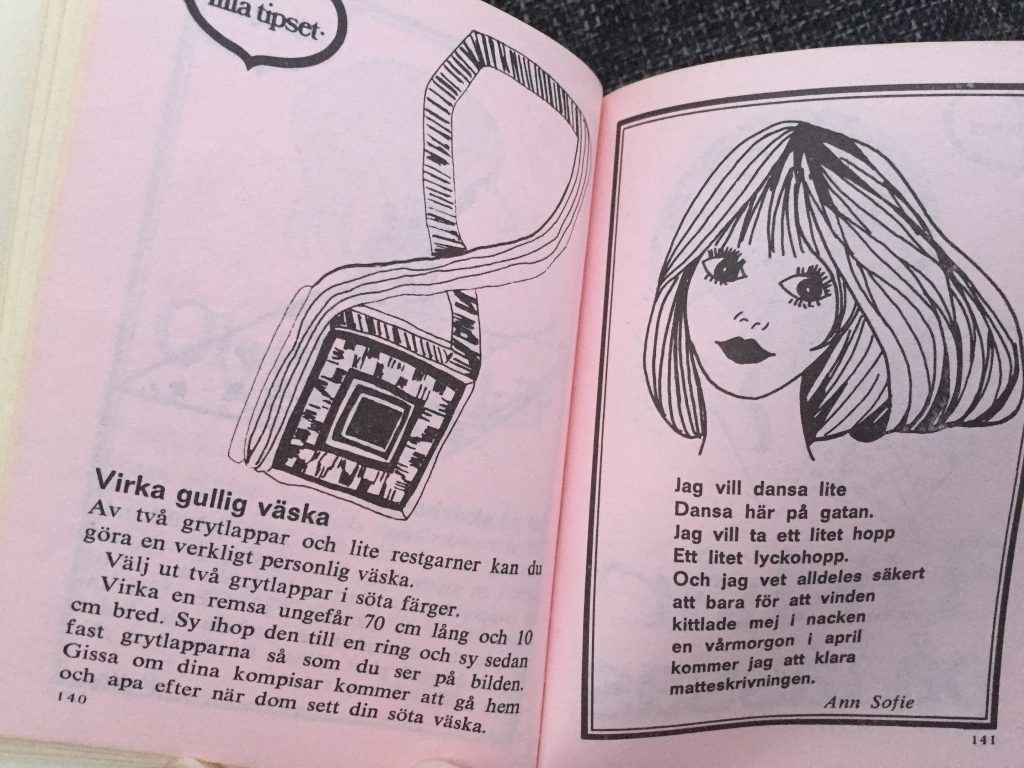 lilla tipset.
Virka gullig väska
Av två grytlappar och lite restgarner kan du
göra en verkligt personlig väska.
Välj ut två grytlappar i söta färger.
Virka en remsa ungefår 70 cm lång och 10
cm bred. Sy ihop den till en ring och sy sedan
fast grytlapparna så som du ser på bilden.
Gissa om dina kompisar kommer att gå hem
och apa efter när dom sett din söta väska.
140
Jag vill dansa lite
Dansa här på gatan.
Jag vill ta ett litet hopp
Ett litet lyckohopp.
Och jag vet alldeles säkert
att bara för att vinden
kittlade mej i nacken
en vårmorgon i april
kommer jag att klara
matteskrivningen.
Ann Sofie
141